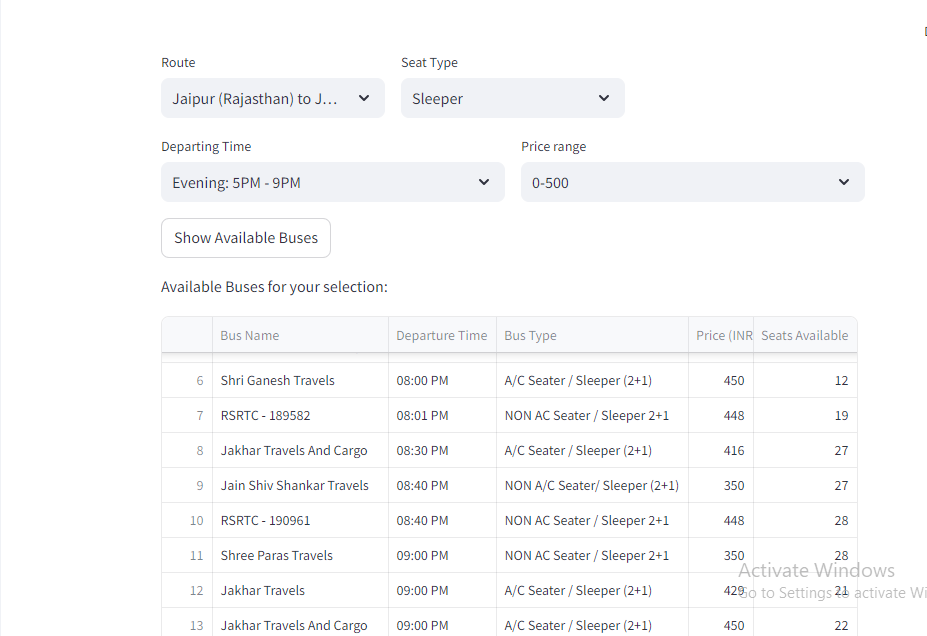 Route Seat Type
Jaipur (Rajasthan) to J... Sleeper
Departing Time Price range
Evening: 5PM - 9PM 0-500
Show Available Buses
Available Buses for your selection:
Bus Name Departure Time Bus Type Price (INR Seats Available
6 Shri Ganesh Travels 08:00 PM A/C Seater / Sleeper (2+1) 450 12
7 RSRTC - 189582 08:01 PM NON AC Seater / Sleeper 2+1 448 19
8 Jakhar Travels And Cargo 08:30 PM A/C Seater / Sleeper (2+1) 416 27
9 Jain Shiv Shankar Travels 08:40 PM NON A/C Seater/ Sleeper (2+1) 350 27
10 RSRTC - 190961 08:40 PM NON AC Seater / Sleeper 2+1 448 28
11 Shree Paras Travels 09:00 PM NON AC Seater / Sleeper 2+1 350 28
Activate Windows
12 Jakhar Travels 09:00 PM A/C Seater / Sleeper (2+1) 429 21
Go to Settings to activate Wi
13 Jakhar Travels And Cargo 09:00 PM A/C Seater / Sleeper (2+1) 450 22